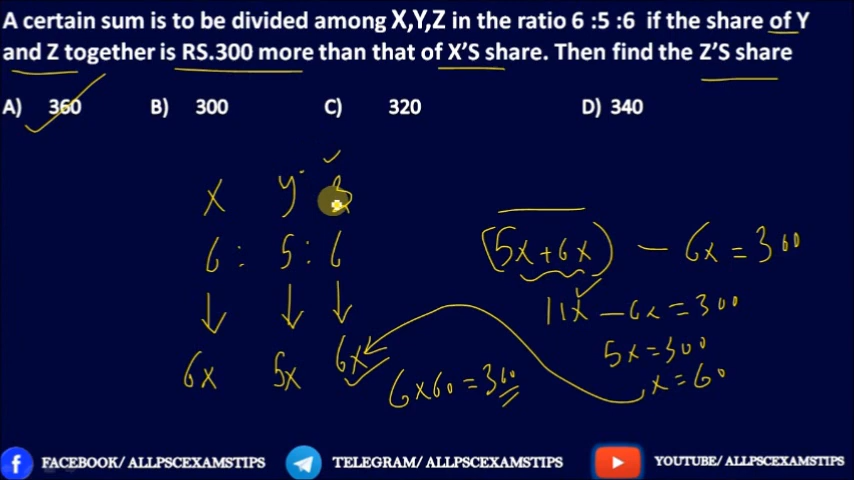 A certain sum is to be divided among X,Y,Z in the ratio 6 :5 :6 if the share of Y
and Z together is RS.300 more than that of X'S share. Then find the Z'S share
A) 360 B) 300 C) 320 D) 340
X Y Z
6 : 5 : 6
(5x+6x) - 6x = 300
11x - 6x = 300
5x = 300
x = 60
6x 5x 6x
6x60 = 360
FACEBOOK/ ALLPSCEXAMSTIPS TELEGRAM/ ALLPSCEXAMSTIPS YOUTUBE/ ALLPSCEXAMSTIPS